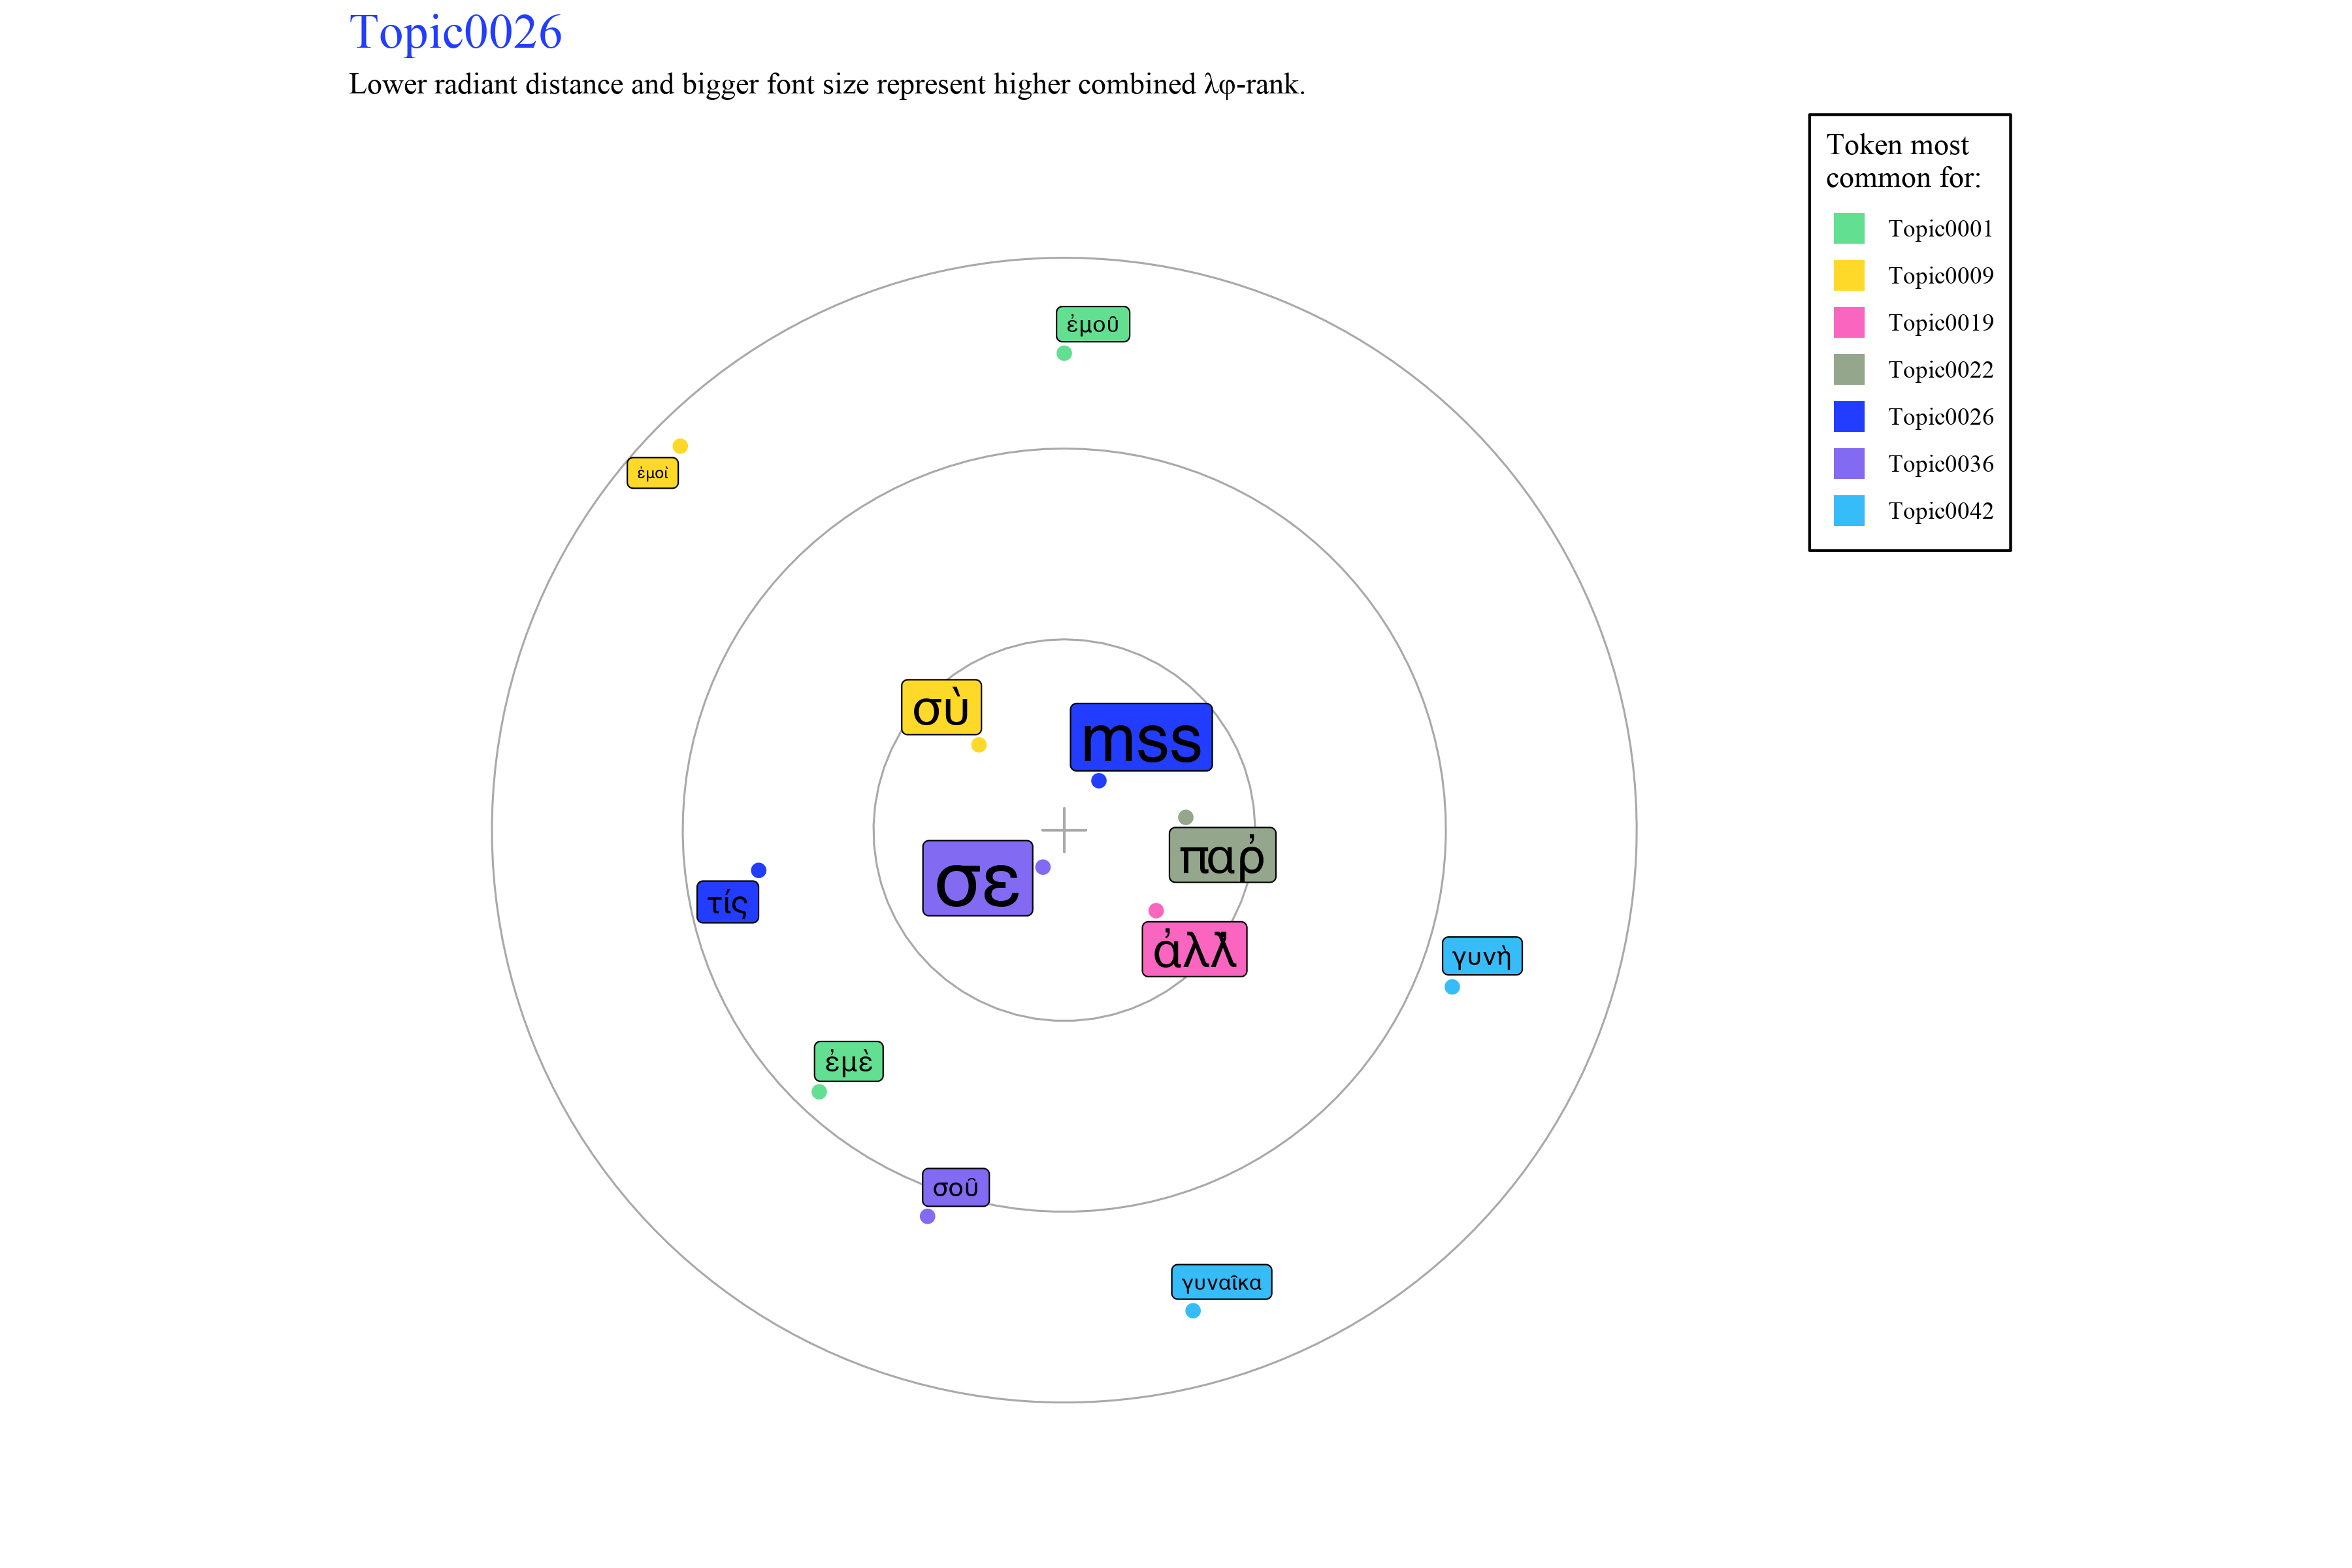 Topic0026
Lower radiant distance and bigger font size represent higher combined λφ-rank.
Token most
common for:
Topic0001
Topic0009
Topic0019
Topic0022
Topic0026
Topic0036
Topic0042
ἐμοῦ
ἐμοὶ
σὺ
mss
παῤ
σε
τίς
ἀλλ̓
γυνὴ
ἐμὲ
σοῦ
γυναῖκα